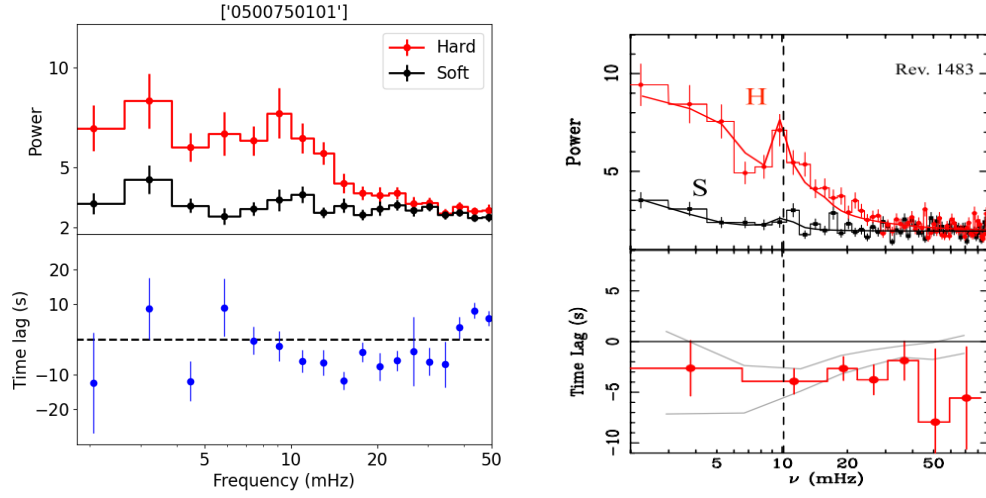 ['0500750101']
Hard
Soft
10
5
2
Power
20
10
0
−10
−20
Time lag (s)
5 10 20 50
Frequency (mHz)
Rev. 1483
H
S
10
5
Power
5
0
−5
−10
Time Lag (s)
5 10 20 50
ν (mHz)